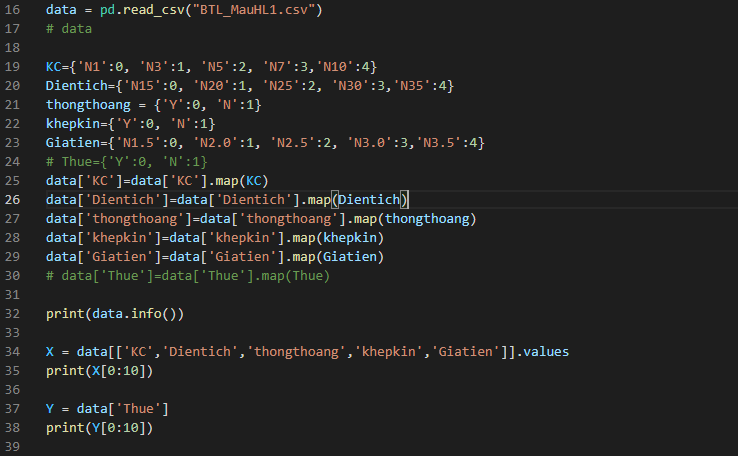 16 data = pd.read_csv("BTL_MauHL1.csv")
17 # data
18
19 KC={'N1':0, 'N3':1, 'N5':2, 'N7':3,'N10':4}
20 Dientich={'N15':0, 'N20':1, 'N25':2, 'N30':3,'N35':4}
21 thongthoang = {'Y':0, 'N':1}
22 khepkin={'Y':0, 'N':1}
23 Giatien={'N1.5':0, 'N2.0':1, 'N2.5':2, 'N3.0':3,'N3.5':4}
24 # Thue={'Y':0, 'N':1}
25 data['KC']=data['KC'].map(KC)
26 data['Dientich']=data['Dientich'].map(Dientich)
27 data['thongthoang']=data['thongthoang'].map(thongthoang)
28 data['khepkin']=data['khepkin'].map(khepkin)
29 data['Giatien']=data['Giatien'].map(Giatien)
30 # data['Thue']=data['Thue'].map(Thue)
31
32 print(data.info())
33
34 X = data[['KC','Dientich','thongthoang','khepkin','Giatien']].values
35 print(X[0:10])
36
37 Y = data['Thue']
38 print(Y[0:10])
39